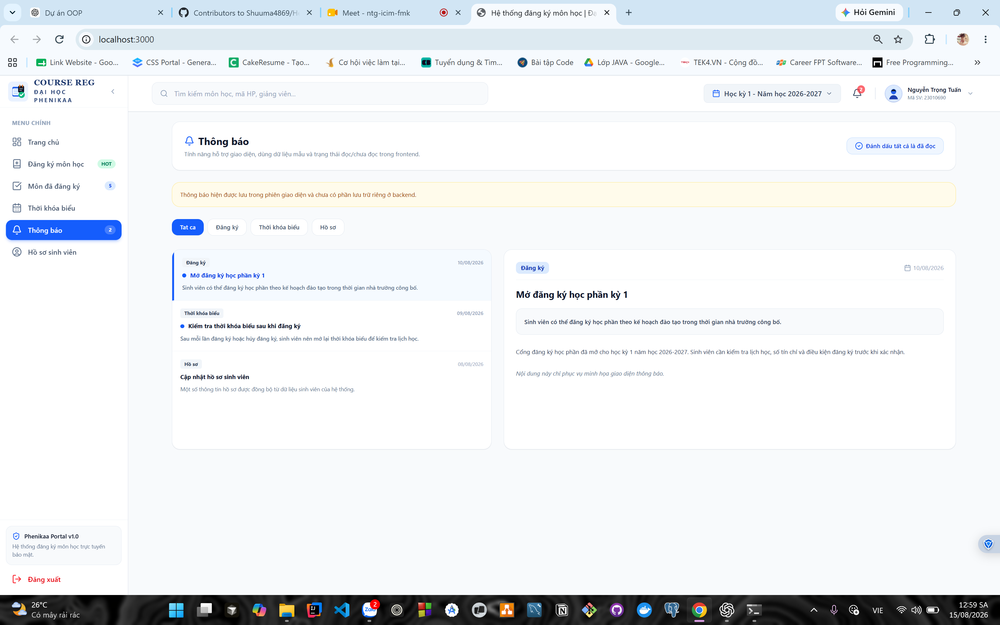 Dự án OOP
Contributors to Shuuma4869/He
Meet - ntg-icim-fmk
Hệ thống đăng ký môn học | Đạ
Hỏi Gemini
localhost:3000
Link Website - Goo...
CSS Portal - Genera...
CakeResume - Tạo...
Cơ hội việc làm tại...
Tuyển dụng & Tìm...
Bài tập Code
Lớp JAVA - Google...
TEK4.VN - Cộng đồ...
Career FPT Software...
Free Programming...
COURSE REG
ĐẠI HỌC
PHENIKAA
Tìm kiếm môn học, mã HP, giảng viên...
Học kỳ 1 - Năm học 2026-2027
2
Nguyễn Trọng Tuấn
Mã SV: 23010690
MENU CHÍNH
Trang chủ
Đăng ký môn học
HOT
Môn đã đăng ký
5
Thời khóa biểu
Thông báo
2
Hồ sơ sinh viên
Thông báo
Tính năng hỗ trợ giao diện, dùng dữ liệu mẫu và trạng thái đọc/chưa đọc trong frontend.
Đánh dấu tất cả là đã đọc
Thông báo hiện được lưu trong phiên giao diện và chưa có phần lưu trữ riêng ở backend.
Tat ca
Đăng ký
Thời khóa biểu
Hồ sơ
Đăng ký
10/08/2026
Mở đăng ký học phần kỳ 1
Sinh viên có thể đăng ký học phần theo kế hoạch đào tạo trong thời gian nhà trường công bố.
Thời khóa biểu
09/08/2026
Kiểm tra thời khóa biểu sau khi đăng ký
Sau mỗi lần đăng ký hoặc hủy đăng ký, sinh viên nên mở lại thời khóa biểu để kiểm tra lịch học.
Hồ sơ
08/08/2026
Cập nhật hồ sơ sinh viên
Một số thông tin hồ sơ được đồng bộ từ dữ liệu sinh viên của hệ thống.
Đăng ký
10/08/2026
Mở đăng ký học phần kỳ 1
Sinh viên có thể đăng ký học phần theo kế hoạch đào tạo trong thời gian nhà trường công bố.
Cổng đăng ký học phần đã mở cho học kỳ 1 năm học 2026-2027. Sinh viên cần kiểm tra lịch học, số tín chỉ và điều kiện đăng ký trước khi xác nhận.
Nội dung này chỉ phục vụ minh họa giao diện thông báo.
Phenikaa Portal v1.0
Hệ thống đăng ký môn học trực tuyến
bảo mật.
Đăng xuất
26°C
Có mây rải rác
Zalo
2
VIE
12:59 SA
15/08/2026